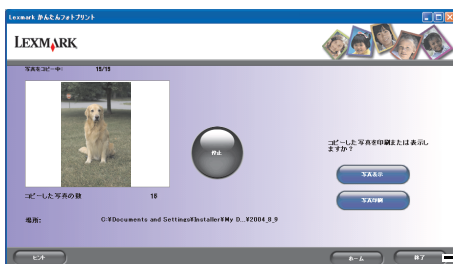 Lexmark かんたんフォトプリント
LEXMARK
写真をコピー中: 15/16
停止
コピーした写真を印刷または表示し
ますか?
写真表示
写真印刷
コピーした写真の数 16
場所: C:¥Documents and Settings¥Installer¥My D...¥2004_8_9
ヒント
ホーム
終了